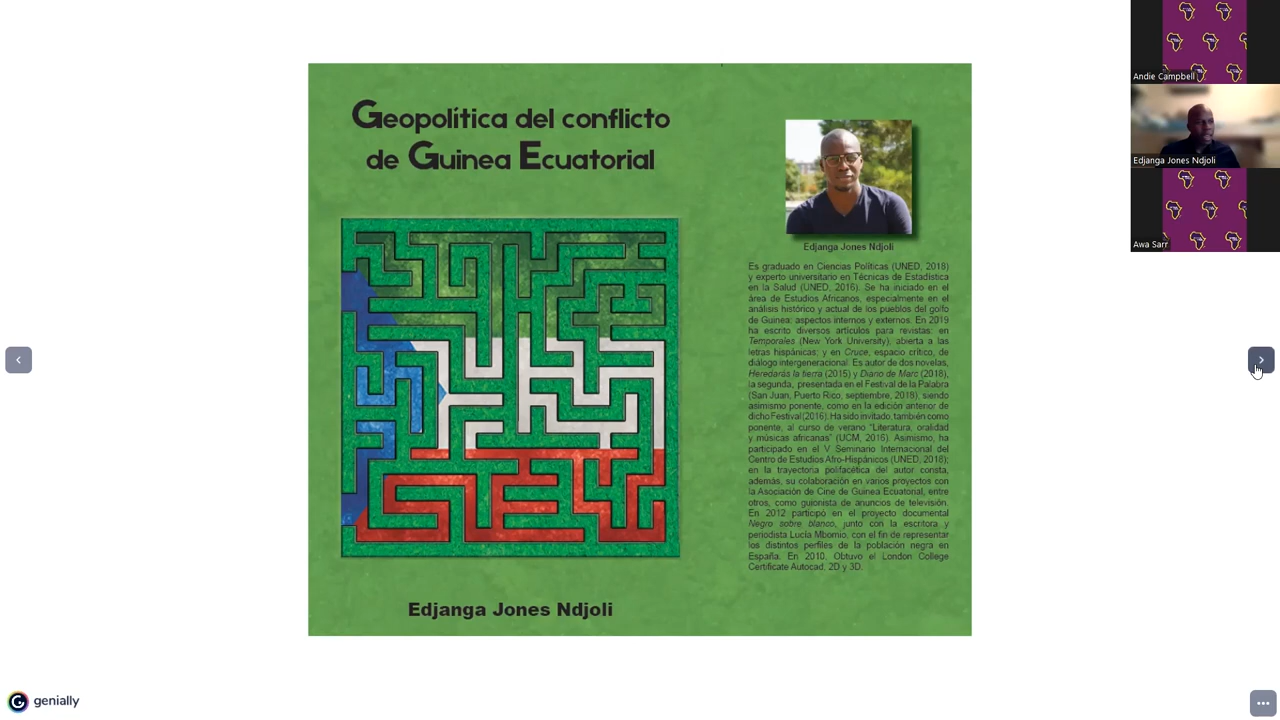 Geopolítica del conflicto
de Guinea Ecuatorial
Edjanga Jones Ndjoli
Edjanga Jones Ndjoli
Es graduado en Ciencias Políticas (UNED, 2018)
y experto universitario en Técnicas de Estadística
en la Salud (UNED, 2016). Se ha iniciado en el
área de Estudios Africanos, especialmente en el
análisis histórico y actual de los pueblos del golfo
de Guinea: aspectos internos y externos. En 2019
ha escrito diversos artículos para revistas: en
Temporales (New York University), abierta a las
letras hispánicas; y en Cruce, espacio crítico, de
diálogo intergeneracional. Es autor de dos novelas,
Heredarás la tierra (2015) y Diario de Marc (2018),
la segunda, presentada en el Festival de la Palabra
(San Juan, Puerto Rico, septiembre, 2018), siendo
asimismo ponente, como en la edición anterior de
dicho Festival (2016). Ha sido invitado, también como
ponente, al curso de verano "Literatura, oralidad
y músicas africanas" (UCM, 2016). Asimismo, ha
participado en el V Seminario Internacional del
Centro de Estudios Afro-Hispánicos (UNED, 2018);
en la trayectoria polifacética del autor consta,
además, su colaboración en varios proyectos con
la Asociación de Cine de Guinea Ecuatorial, entre
otros, como guionista de anuncios de televisión.
En 2012 participó en el proyecto documental
Negro sobre blanco, junto con la escritora y
periodista Lucía Mbomio, con el fin de representar
los distintos perfiles de la población negra en
España. En 2010, Obtuvo el London College
Certificate Autocad, 2D y 3D.
Andie Campbell
Edjanga Jones Ndjoli
Awa Sarr
genially